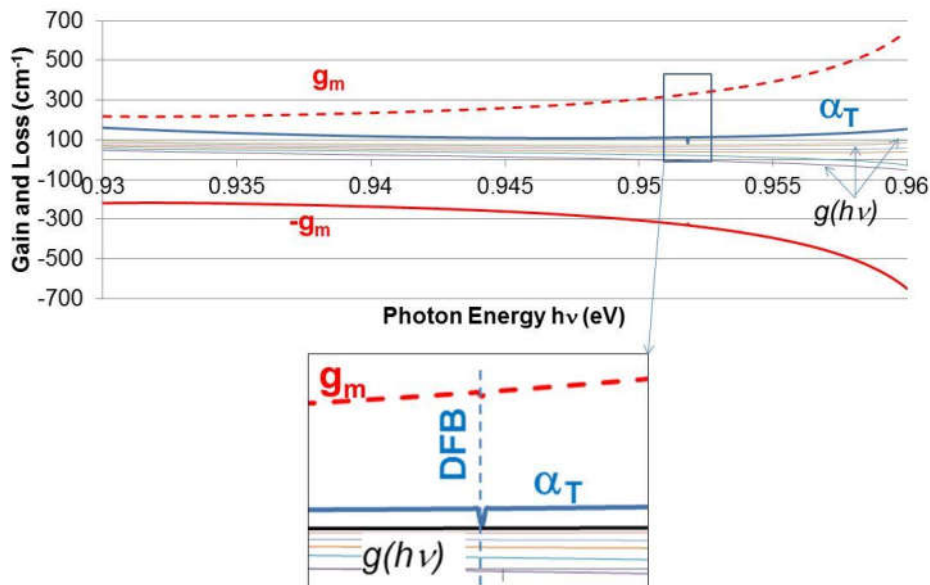 700
500
300
100
-100
-300
-500
-700
Gain and Loss (cm⁻¹)
gₘ
αT
0.93 0.935 0.94 0.945 0.95 0.955 0.96
g(hν)
-gₘ
Photon Energy hν (eV)
gₘ
DFB
αT
g(hν)